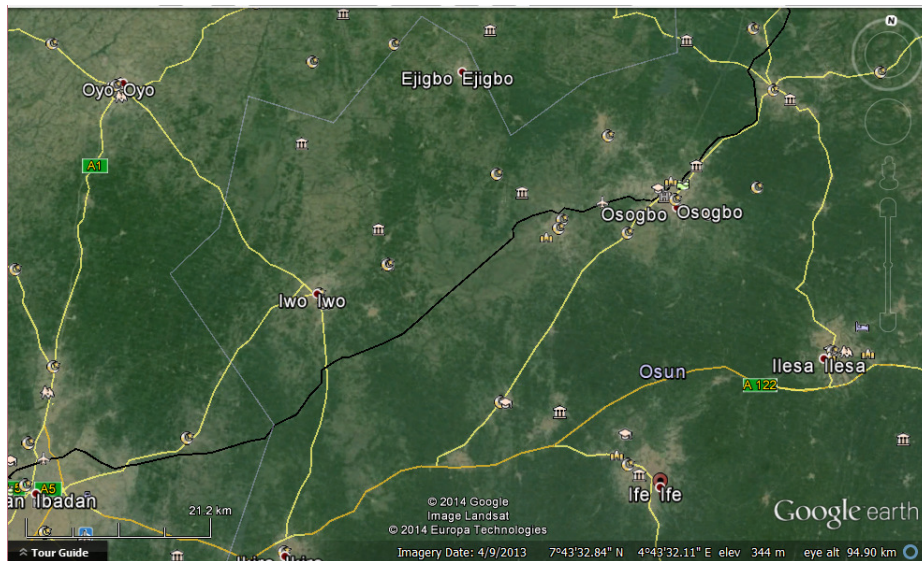 N
Ejigbo Ejigbo
Oyo Oyo
A1
Osogbo Osogbo
Iwo Iwo
Ilesa Ilesa
Osun
A 122
Ife Ife
A5
Ibadan
21.2 km
© 2014 Google
Image Landsat
© 2014 Europa Technologies
Google earth
Tour Guide
Imagery Date: 4/9/2013 7°43'32.84" N 4°43'32.11" E elev 344 m eye alt 94.90 km